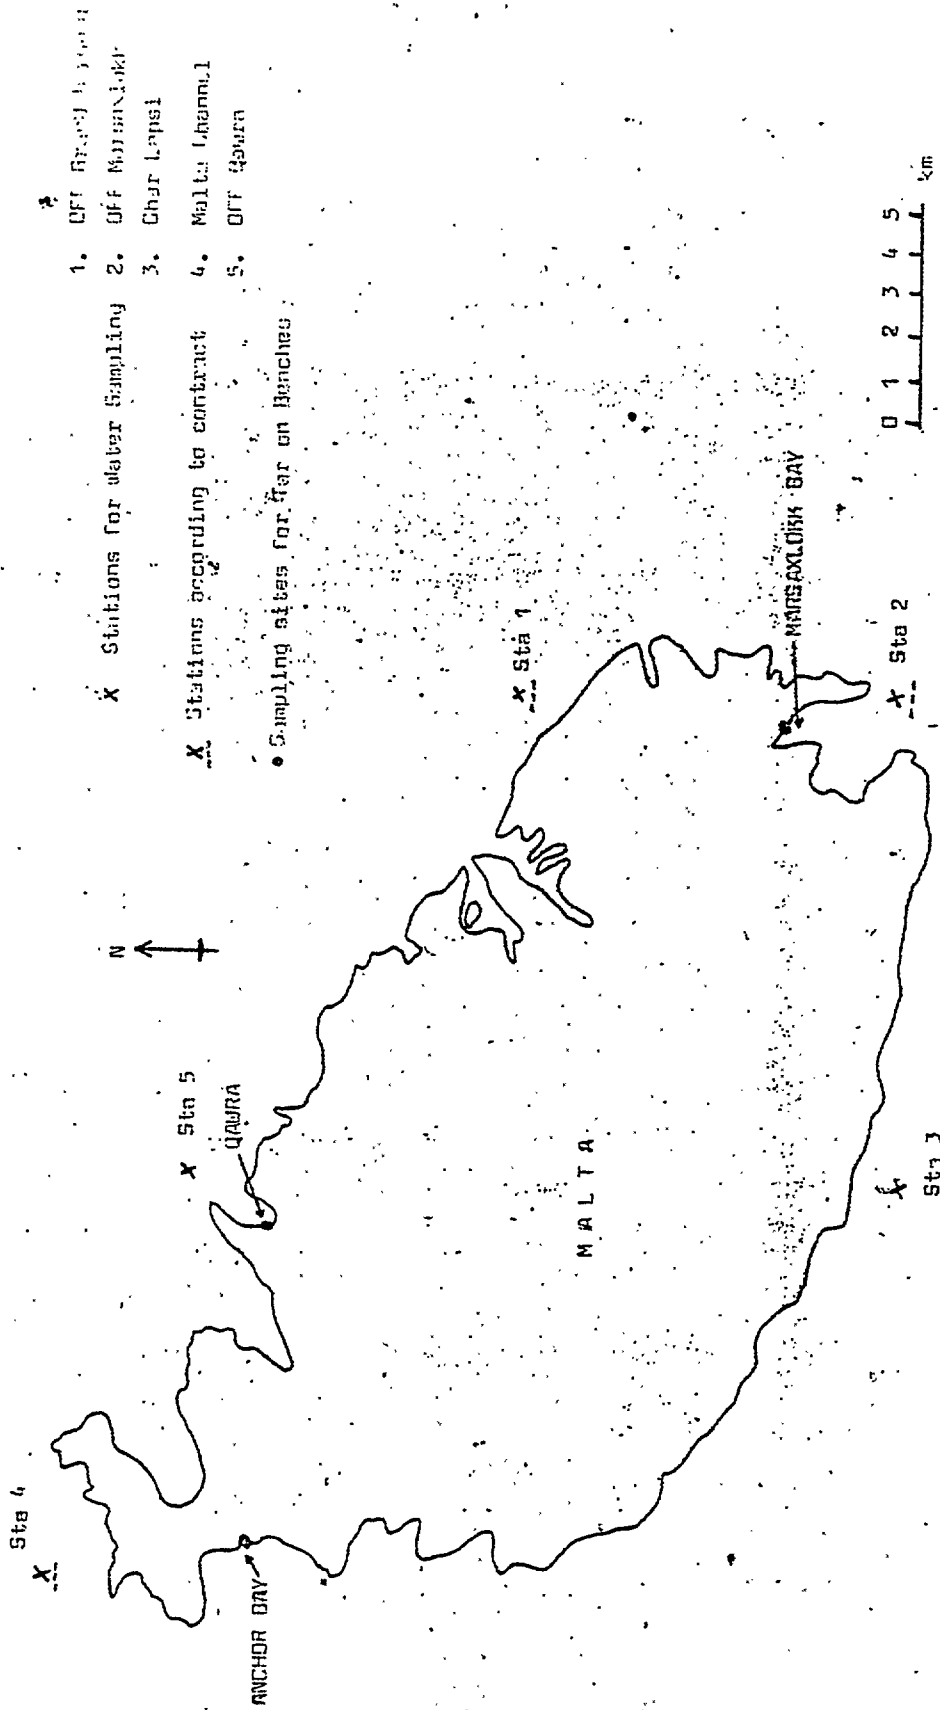 X Stations for Water Sampling
1. Off
2. Off Marsaxlokk
3. Ghar Lapsi
X Stations according to contract
4. Malta Channel
5. Off Qawra
• Sampling sites for Tar on Beaches
N
Sta 4
X
X Sta 5
QAWRA
ANCHOR BAY
MALTA
X Sta 1
MARSAXLOKK BAY
X Sta 2
X
Sta 3
0 1 2 3 4 5
km